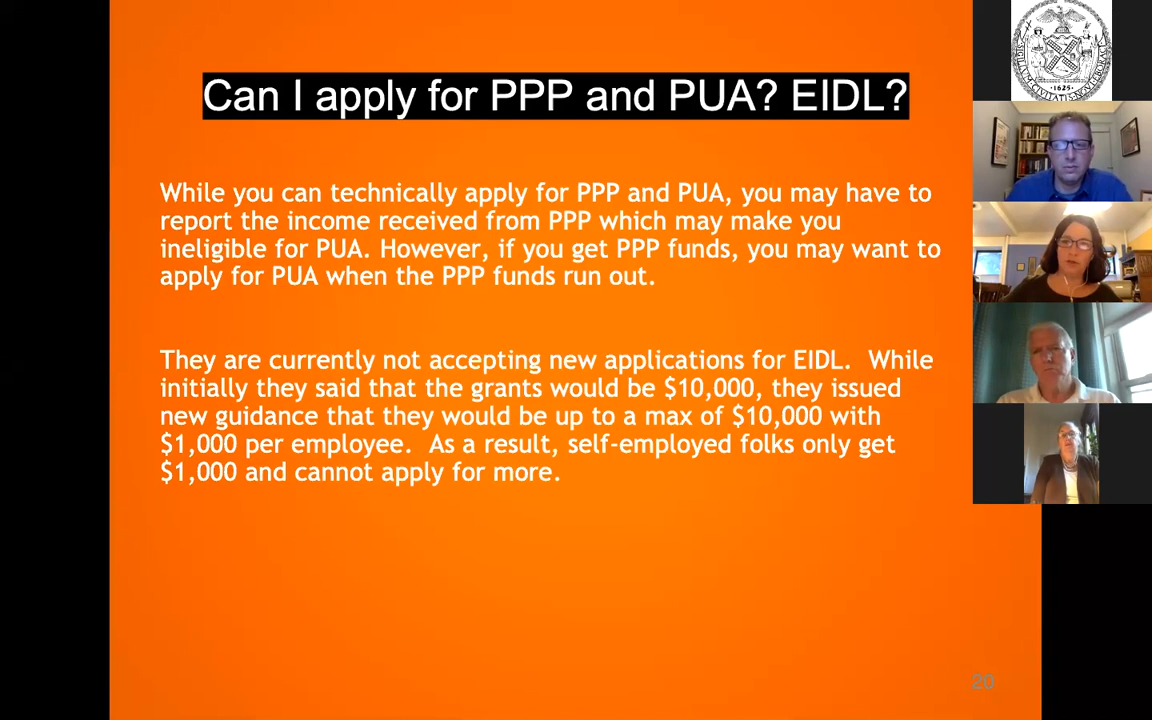 Can I apply for PPP and PUA? EIDL?
While you can technically apply for PPP and PUA, you may have to
report the income received from PPP which may make you
ineligible for PUA. However, if you get PPP funds, you may want to
apply for PUA when the PPP funds run out.
They are currently not accepting new applications for EIDL.  While
initially they said that the grants would be $10,000, they issued
new guidance that they would be up to a max of $10,000 with
$1,000 per employee.  As a result, self-employed folks only get
$1,000 and cannot apply for more.
20